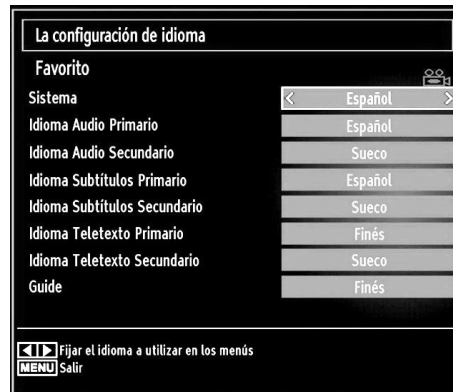 La configuración de idioma
Favorito
Sistema < Español >
Idioma Audio Primario Español
Idioma Audio Secundario Sueco
Idioma Subtítulos Primario Español
Idioma Subtítulos Secundario Sueco
Idioma Teletexto Primario Finés
Idioma Teletexto Secundario Sueco
Guide Finés
Fijar el idioma a utilizar en los menús
MENU Salir